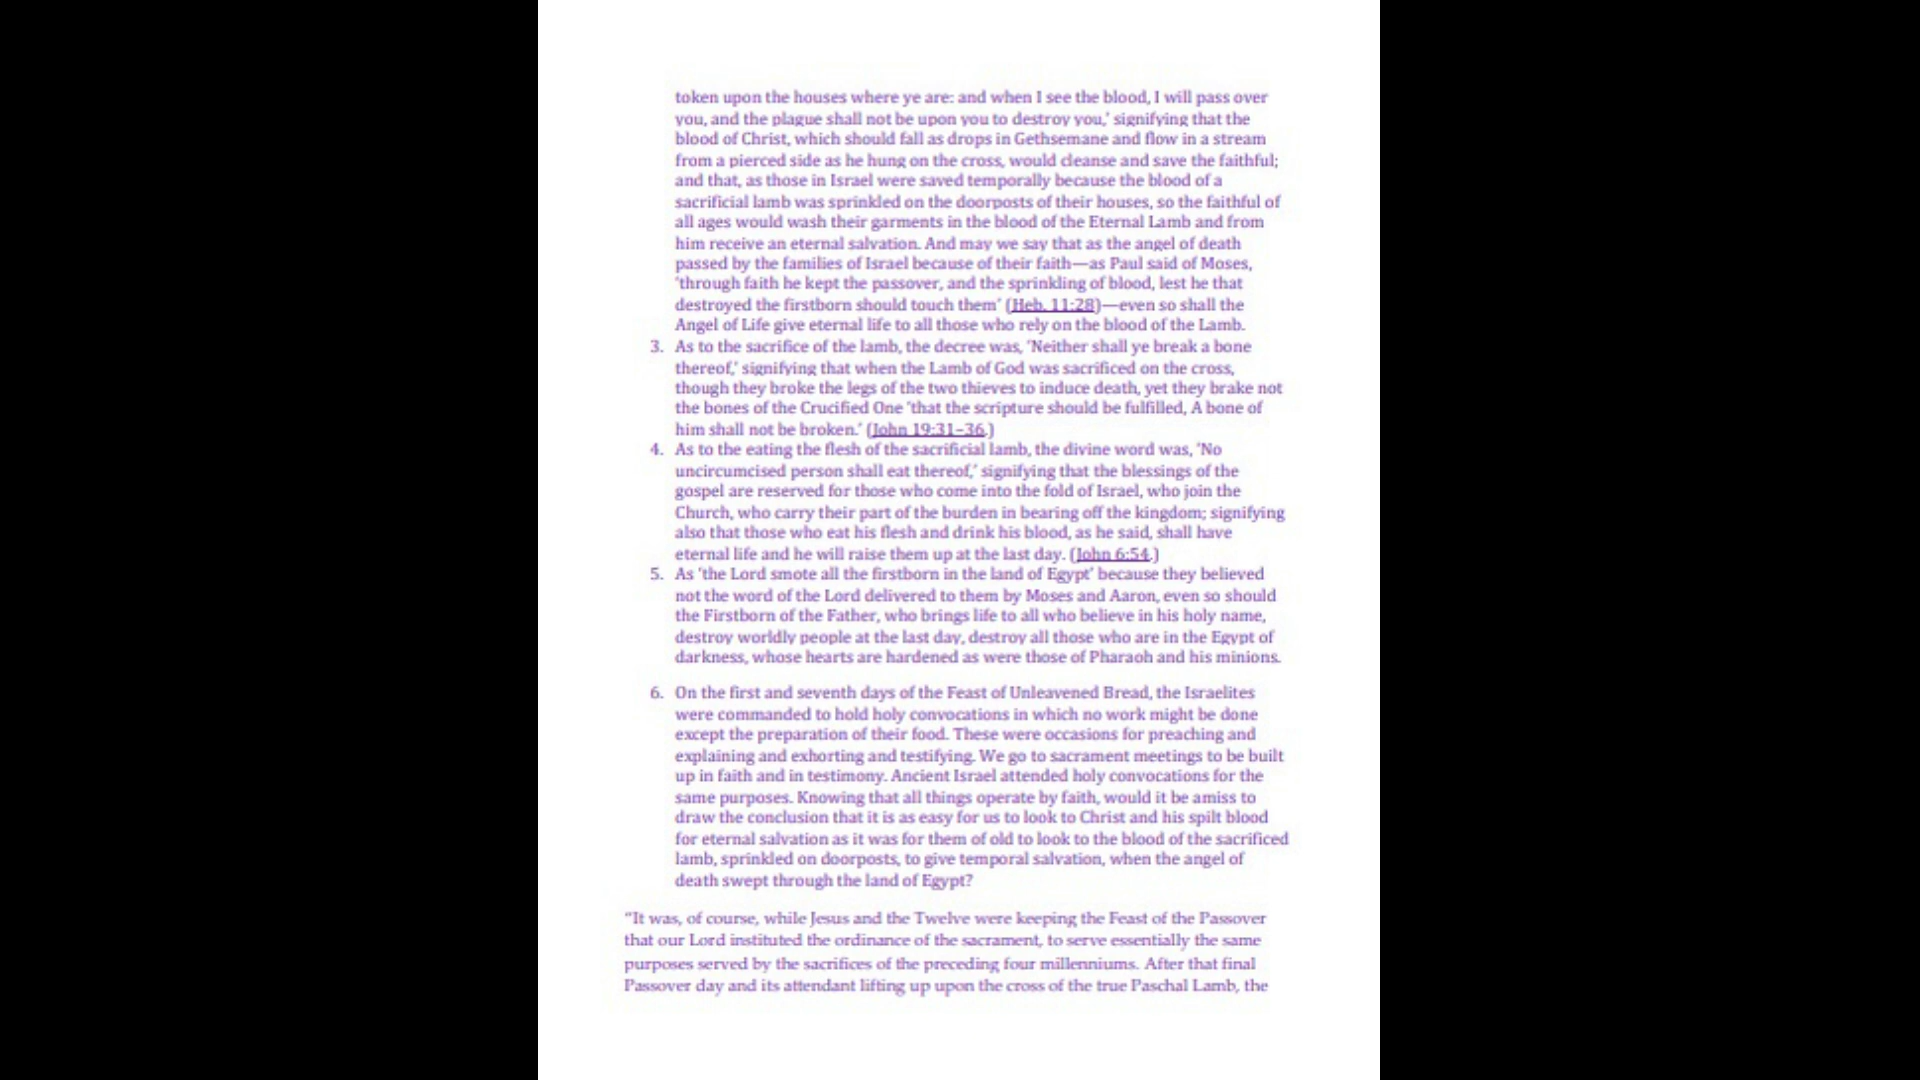 token upon the houses where ye are: and when I see the blood, I will pass over
you, and the plague shall not be upon you to destroy you,’ signifying that the
blood of Christ, which should fall as drops in Gethsemane and flow in a stream
from a pierced side as he hung on the cross, would cleanse and save the faithful;
and that, as those in Israel were saved temporally because the blood of a
sacrificial lamb was sprinkled on the doorposts of their houses, so the faithful of
all ages would wash their garments in the blood of the Eternal Lamb and from
him receive an eternal salvation. And may we say that as the angel of death
passed by the families of Israel because of their faith—as Paul said of Moses,
‘through faith he kept the passover, and the sprinkling of blood, lest he that
destroyed the firstborn should touch them’ (Heb. 11:28)—even so shall the
Angel of Life give eternal life to all those who rely on the blood of the Lamb.
3. As to the sacrifice of the lamb, the decree was, ‘Neither shall ye break a bone
thereof,’ signifying that when the Lamb of God was sacrificed on the cross,
though they broke the legs of the two thieves to induce death, yet they brake not
the bones of the Crucified One ‘that the scripture should be fulfilled, A bone of
him shall not be broken.’ (John 19:31–36.)
4. As to the eating the flesh of the sacrificial lamb, the divine word was, ‘No
uncircumcised person shall eat thereof,’ signifying that the blessings of the
gospel are reserved for those who come into the fold of Israel, who join the
Church, who carry their part of the burden in bearing off the kingdom; signifying
also that those who eat his flesh and drink his blood, as he said, shall have
eternal life and he will raise them up at the last day. (John 6:54.)
5. As ‘the Lord smote all the firstborn in the land of Egypt’ because they believed
not the word of the Lord delivered to them by Moses and Aaron, even so should
the Firstborn of the Father, who brings life to all who believe in his holy name,
destroy worldly people at the last day, destroy all those who are in the Egypt of
darkness, whose hearts are hardened as were those of Pharaoh and his minions.
6. On the first and seventh days of the Feast of Unleavened Bread, the Israelites
were commanded to hold holy convocations in which no work might be done
except the preparation of their food. These were occasions for preaching and
explaining and exhorting and testifying. We go to sacrament meetings to be built
up in faith and in testimony. Ancient Israel attended holy convocations for the
same purposes. Knowing that all things operate by faith, would it be amiss to
draw the conclusion that it is as easy for us to look to Christ and his spilt blood
for eternal salvation as it was for them of old to look to the blood of the sacrificed
lamb, sprinkled on doorposts, to give temporal salvation, when the angel of
death swept through the land of Egypt?
“It was, of course, while Jesus and the Twelve were keeping the Feast of the Passover
that our Lord instituted the ordinance of the sacrament, to serve essentially the same
purposes served by the sacrifices of the preceding four millenniums. After that final
Passover day and its attendant lifting up upon the cross of the true Paschal Lamb, the